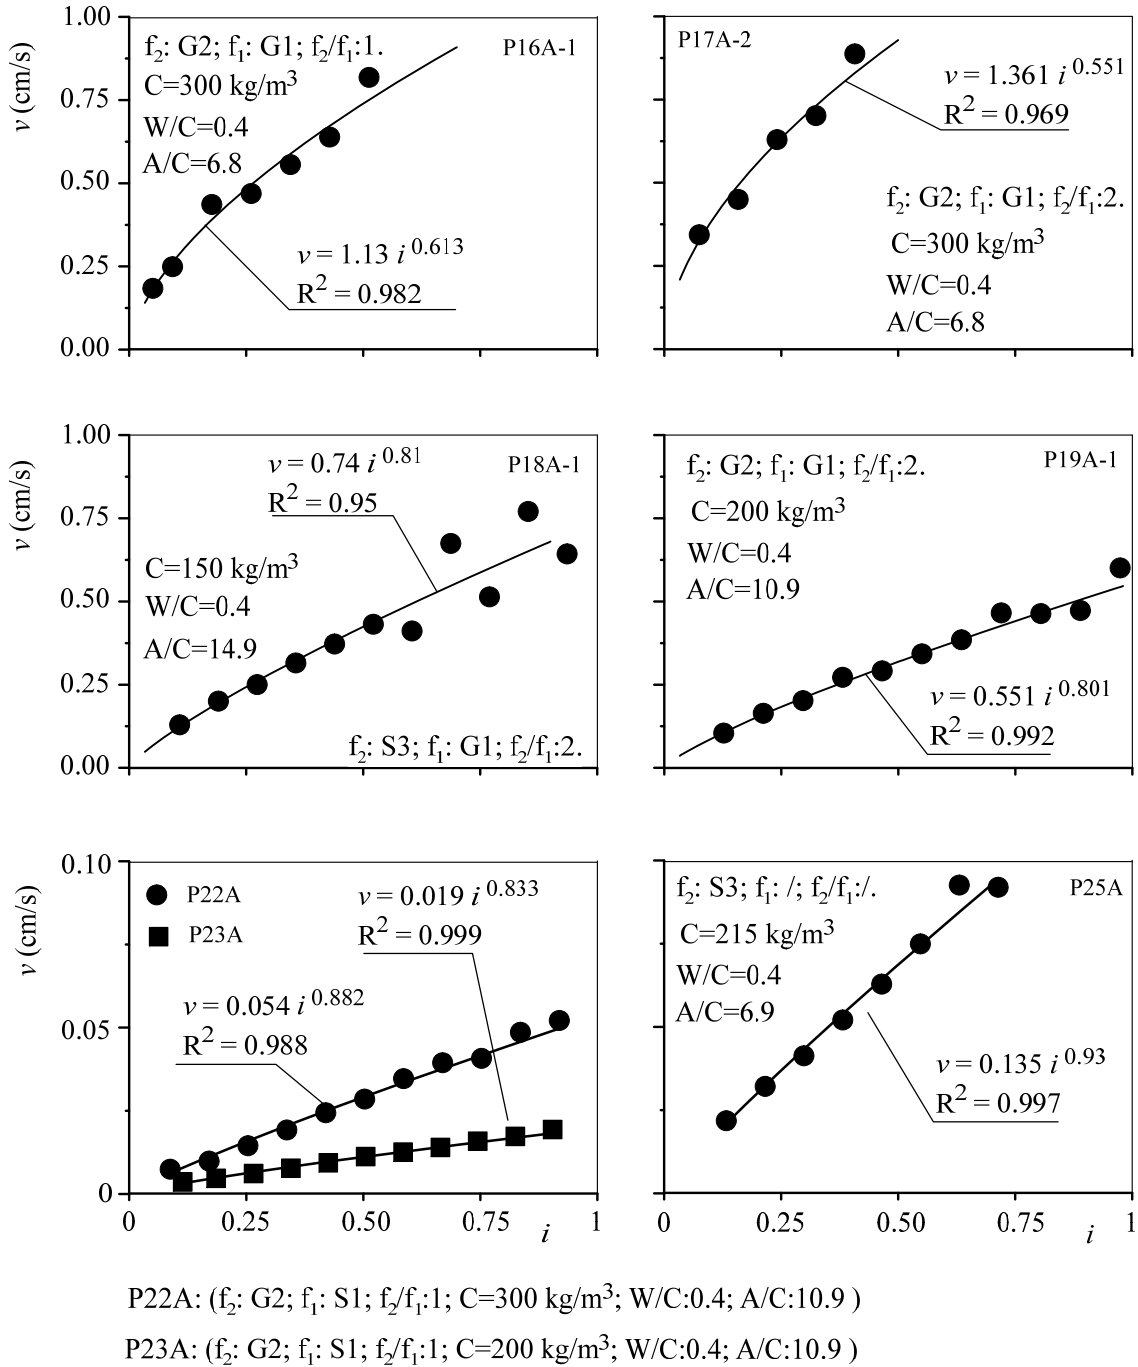 1.00
0.75
0.50
0.25
0.00
v (cm/s)
f₂: G2; f₁: G1; f₂/f₁:1.
P16A-1
C=300 kg/m³
W/C=0.4
A/C=6.8
v = 1.13 i^0.613
R² = 0.982
P17A-2
v = 1.361 i^0.551
R² = 0.969
f₂: G2; f₁: G1; f₂/f₁:2.
C=300 kg/m³
W/C=0.4
A/C=6.8
1.00
0.75
0.50
0.25
0.00
v (cm/s)
v = 0.74 i^0.81
R² = 0.95
P18A-1
C=150 kg/m³
W/C=0.4
A/C=14.9
f₂: S3; f₁: G1; f₂/f₁:2.
f₂: G2; f₁: G1; f₂/f₁:2.
P19A-1
C=200 kg/m³
W/C=0.4
A/C=10.9
v = 0.551 i^0.801
R² = 0.992
0.10
0.05
0
v (cm/s)
P22A
P23A
v = 0.019 i^0.833
R² = 0.999
v = 0.054 i^0.882
R² = 0.988
0 0.25 0.50 0.75 1
i
f₂: S3; f₁: /; f₂/f₁:/.
P25A
C=215 kg/m³
W/C=0.4
A/C=6.9
v = 0.135 i^0.93
R² = 0.997
0 0.25 0.50 0.75 1
i
P22A: (f₂: G2; f₁: S1; f₂/f₁:1; C=300 kg/m³; W/C:0.4; A/C:10.9 )
P23A: (f₂: G2; f₁: S1; f₂/f₁:1; C=200 kg/m³; W/C:0.4; A/C:10.9 )